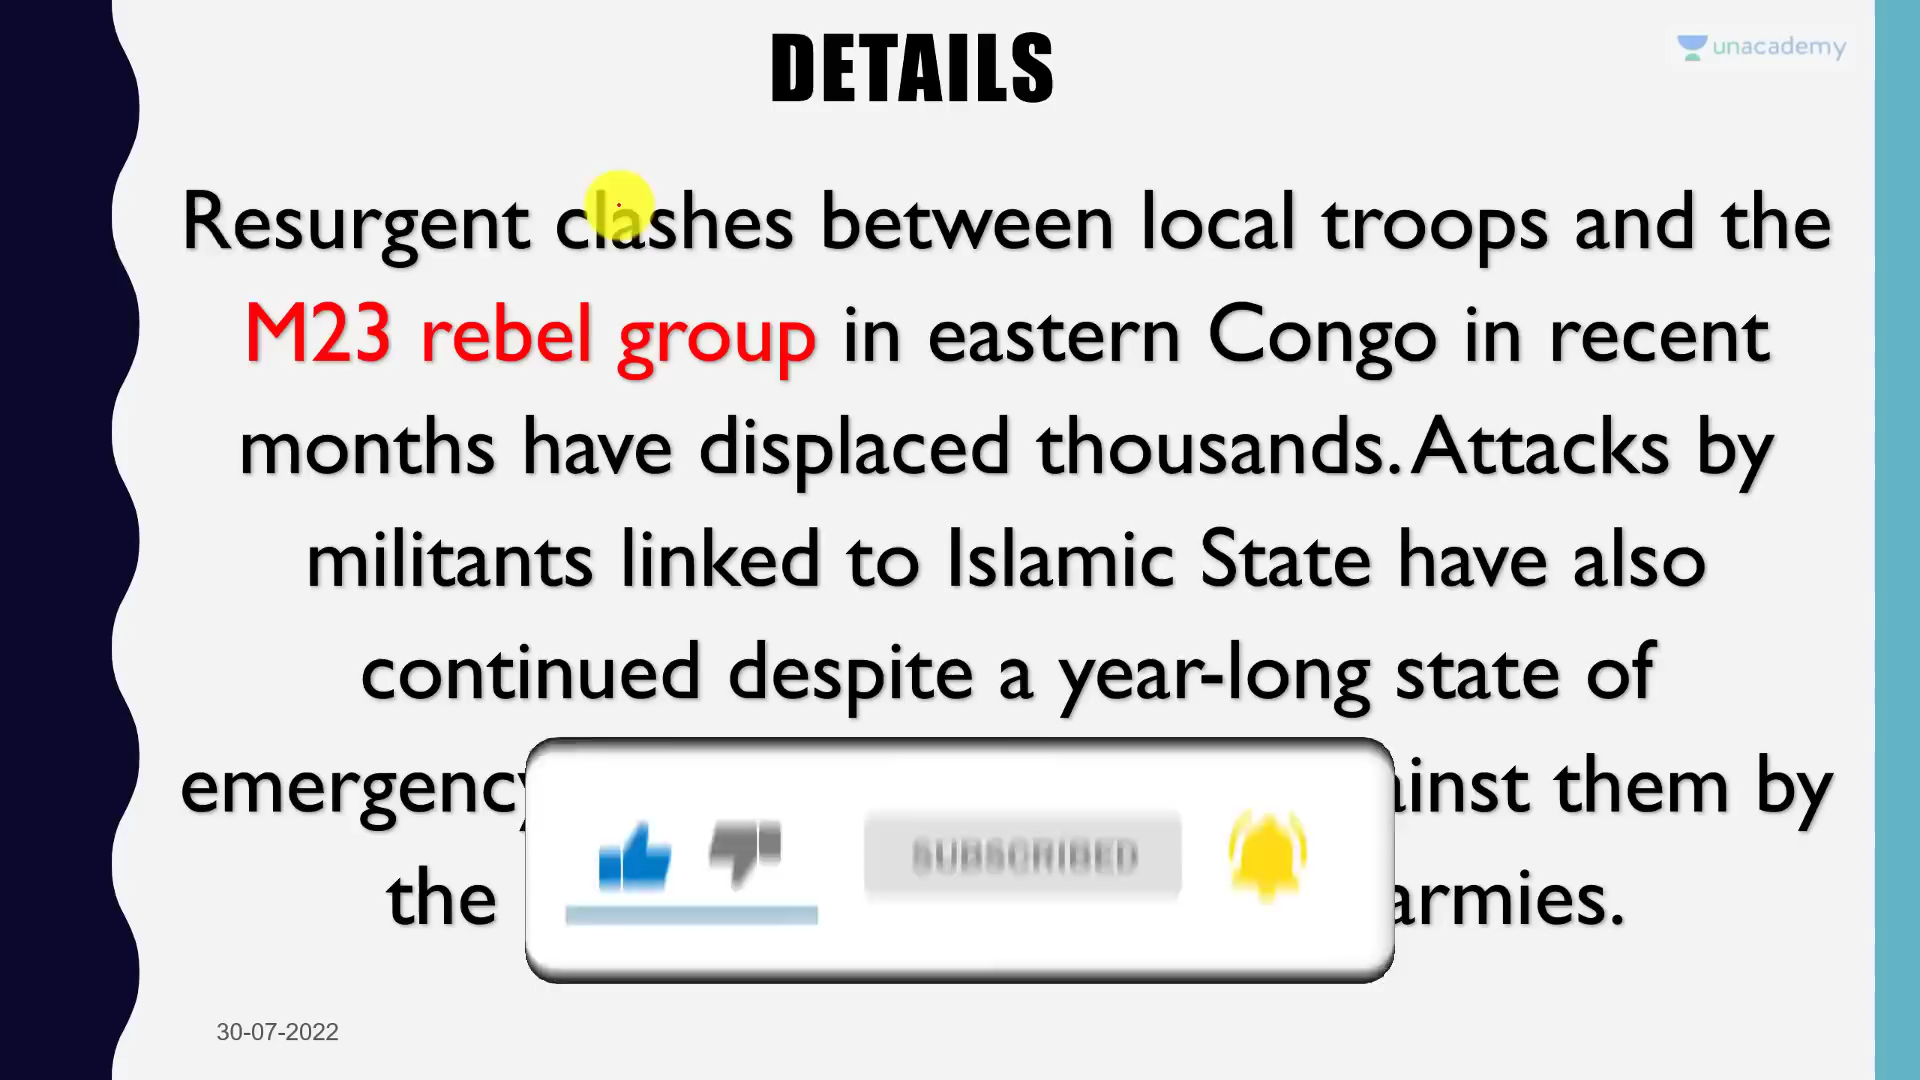 DETAILS
unacademy
Resurgent clashes between local troops and the
M23 rebel group in eastern Congo in recent
months have displaced thousands. Attacks by
militants linked to Islamic State have also
continued despite a year-long state of
emergency them by
the armies.
SUBSCRIBED
30-07-2022